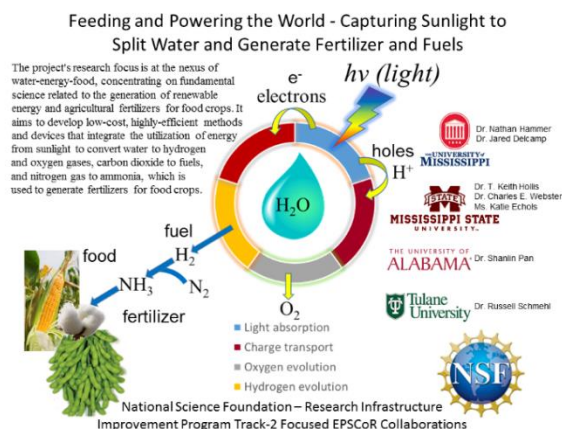 Feeding and Powering the World - Capturing Sunlight to
Split Water and Generate Fertilizer and Fuels
The project's research focus is at the nexus of
water-energy-food, concentrating on fundamental
science related to the generation of renewable
energy and agricultural fertilizers for food crops. It
aims to develop low-cost, highly-efficient methods
and devices that integrate the utilization of energy
from sunlight to convert water to hydrogen
and oxygen gases, carbon dioxide to fuels,
and nitrogen gas to ammonia, which is
used to generate fertilizers for food crops.
e-
electrons
hv (light)
holes
H+
H2O
fuel
H2
food
NH3
N2
fertilizer
O2
Light absorption
Charge transport
Oxygen evolution
Hydrogen evolution
Dr. Nathan Hammer
Dr. Jared Delcamp
THE UNIVERSITY OF
MISSISSIPPI
Dr. T. Keith Hollis
Dr. Charles E. Webster
Ms. Katie Echols
STATE
MISSISSIPPI STATE
UNIVERSITY™
THE UNIVERSITY OF
ALABAMA
Dr. Shanlin Pan
Tulane
University
Dr. Russell Schmehl
NSF
National Science Foundation – Research Infrastructure
Improvement Program Track-2 Focused EPSCoR Collaborations